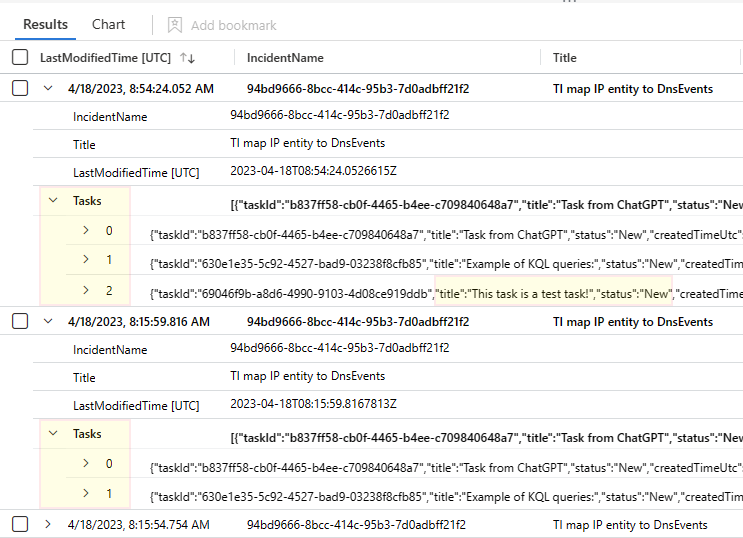 Results Chart Add bookmark
LastModifiedTime [UTC] IncidentName Title
4/18/2023, 8:54:24.052 AM 94bd9666-8bcc-414c-95b3-7d0adbff21f2 TI map IP entity to DnsEvents
IncidentName 94bd9666-8bcc-414c-95b3-7d0adbff21f2
Title TI map IP entity to DnsEvents
LastModifiedTime [UTC] 2023-04-18T08:54:24.0526615Z
Tasks [{"taskId":"b837ff58-cb0f-4465-b4ee-c709840648a7","title":"Task from ChatGPT","status":"New
0 {"taskId":"b837ff58-cb0f-4465-b4ee-c709840648a7","title":"Task from ChatGPT","status":"New","createdTimeUtc":
1 {"taskId":"630e1e35-5c92-4527-bad9-03238f8cfb85","title":"Example of KQL queries:","status":"New","createdTim
2 {"taskId":"69046f9b-a8d6-4990-9103-4d08ce919ddb","title":"This task is a test task!","status":"New","createdTime
4/18/2023, 8:15:59.816 AM 94bd9666-8bcc-414c-95b3-7d0adbff21f2 TI map IP entity to DnsEvents
IncidentName 94bd9666-8bcc-414c-95b3-7d0adbff21f2
Title TI map IP entity to DnsEvents
LastModifiedTime [UTC] 2023-04-18T08:15:59.8167813Z
Tasks [{"taskId":"b837ff58-cb0f-4465-b4ee-c709840648a7","title":"Task from ChatGPT","status":"New
0 {"taskId":"b837ff58-cb0f-4465-b4ee-c709840648a7","title":"Task from ChatGPT","status":"New","createdTimeUtc":
1 {"taskId":"630e1e35-5c92-4527-bad9-03238f8cfb85","title":"Example of KQL queries:","status":"New","createdTim
4/18/2023, 8:15:54.754 AM 94bd9666-8bcc-414c-95b3-7d0adbff21f2 TI map IP entity to DnsEvents